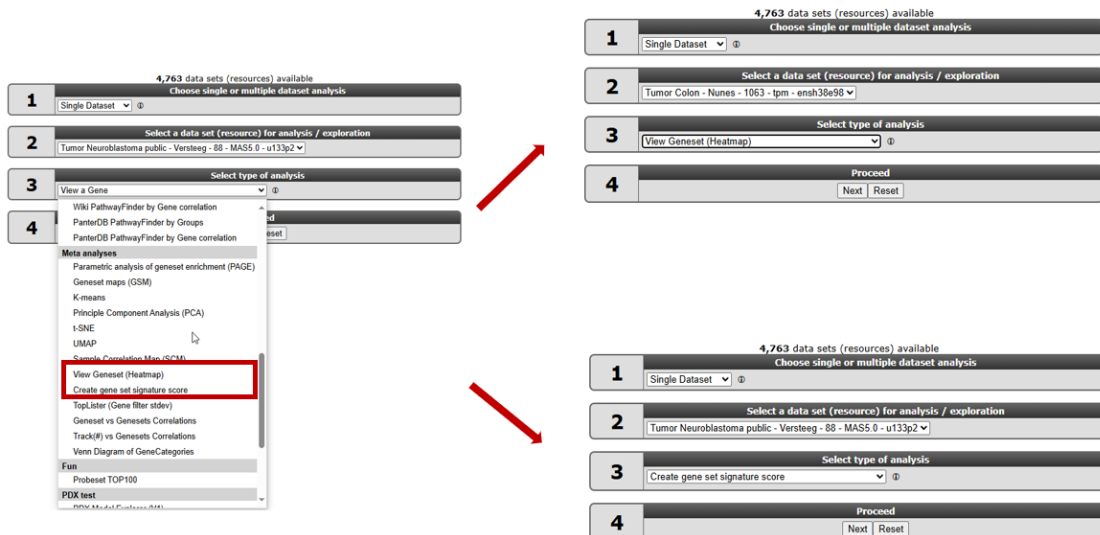 4,763 data sets (resources) available
1
Choose single or multiple dataset analysis
Single Dataset
2
Select a data set (resource) for analysis / exploration
Tumor Neuroblastoma public - Versteeg - 88 - MAS5.0 - u133p2
3
Select type of analysis
View a Gene
4
Wiki PathwayFinder by Gene correlation
PanterDB PathwayFinder by Groups
PanterDB PathwayFinder by Gene correlation
Meta analyses
Parametric analysis of geneset enrichment (PAGE)
Geneset maps (GSM)
K-means
Principle Component Analysis (PCA)
t-SNE
UMAP
Sample Correlation Map (SCM)
View Geneset (Heatmap)
Create gene set signature score
TopLister (Gene filter stdev)
Geneset vs Genesets Correlations
Track(#) vs Genesets Correlations
Venn Diagram of GeneCategories
Fun
Probeset TOP100
PDX test
4,763 data sets (resources) available
1
Choose single or multiple dataset analysis
Single Dataset
2
Select a data set (resource) for analysis / exploration
Tumor Colon - Nunes - 1063 - tpm - ensh38e98
3
Select type of analysis
View Geneset (Heatmap)
4
Proceed
Next Reset
4,763 data sets (resources) available
1
Choose single or multiple dataset analysis
Single Dataset
2
Select a data set (resource) for analysis / exploration
Tumor Neuroblastoma public - Versteeg - 88 - MAS5.0 - u133p2
3
Select type of analysis
Create gene set signature score
4
Proceed
Next Reset